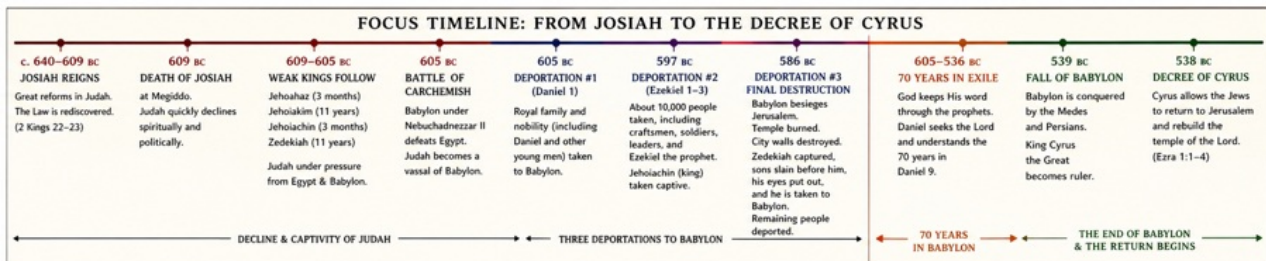 FOCUS TIMELINE: FROM JOSIAH TO THE DECREE OF CYRUS
c. 640–609 BC
JOSIAH REIGNS
Great reforms in Judah.
The Law is rediscovered.
(2 Kings 22–23)
609 BC
DEATH OF JOSIAH
at Megiddo.
Judah quickly declines
spiritually and
politically.
609–605 BC
WEAK KINGS FOLLOW
Jehoahaz (3 months)
Jehoiakim (11 years)
Jehoiachin (3 months)
Zedekiah (11 years)
Judah under pressure
from Egypt & Babylon.
605 BC
BATTLE OF
CARCHEMISH
Babylon under
Nebuchadnezzar II
defeats Egypt.
Judah becomes a
vassal of Babylon.
605 BC
DEPORTATION #1
(Daniel 1)
Royal family and
nobility (including
Daniel and other
young men) taken
to Babylon.
597 BC
DEPORTATION #2
(Ezekiel 1–3)
About 10,000 people
taken, including
craftsmen, soldiers,
leaders, and
Ezekiel the prophet.
Jehoiachin (king)
taken captive.
586 BC
DEPORTATION #3
FINAL DESTRUCTION
Babylon besieges
Jerusalem.
Temple burned.
City walls destroyed.
Zedekiah captured,
sons slain before him,
his eyes put out,
and he is taken to
Babylon.
Remaining people
deported.
605–536 BC
70 YEARS IN EXILE
God keeps His word
through the prophets.
Daniel seeks the Lord
and understands the
70 years in
Daniel 9.
539 BC
FALL OF BABYLON
Babylon is conquered
by the Medes
and Persians.
King Cyrus
the Great
becomes ruler.
538 BC
DECREE OF CYRUS
Cyrus allows the Jews
to return to Jerusalem
and rebuild the
temple of the Lord.
(Ezra 1:1–4)
DECLINE & CAPTIVITY OF JUDAH
THREE DEPORTATIONS TO BABYLON
70 YEARS
IN BABYLON
THE END OF BABYLON
& THE RETURN BEGINS